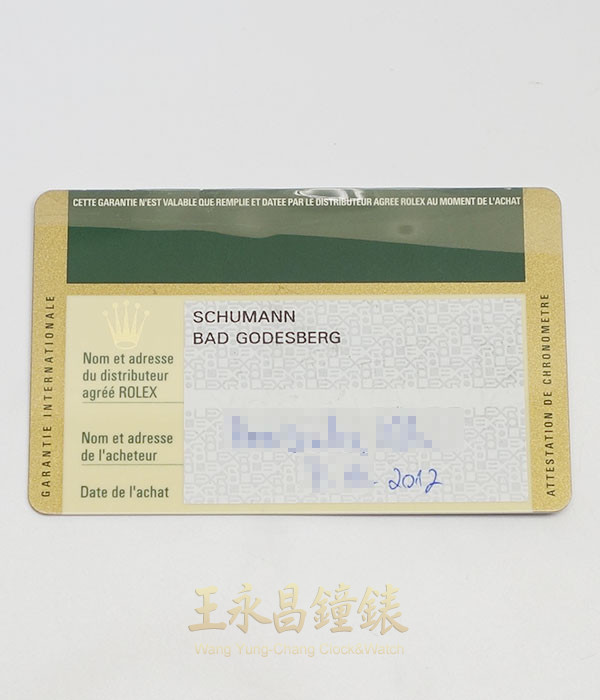 CETTE GARANTIE N'EST VALABLE QUE REMPLIE ET DATEE PAR LE DISTRIBUTEUR AGREE ROLEX AU MOMENT DE L'ACHAT
GARANTIE INTERNATIONALE
SCHUMANN
BAD GODESBERG
Nom et adresse
du distributeur
agréé ROLEX
Nom et adresse
de l'acheteur
Date de l'achat
2012
ATTESTATION DE CHRONOMETRE
王永昌鐘錶
Wang Yung-Chang Clock&Watch